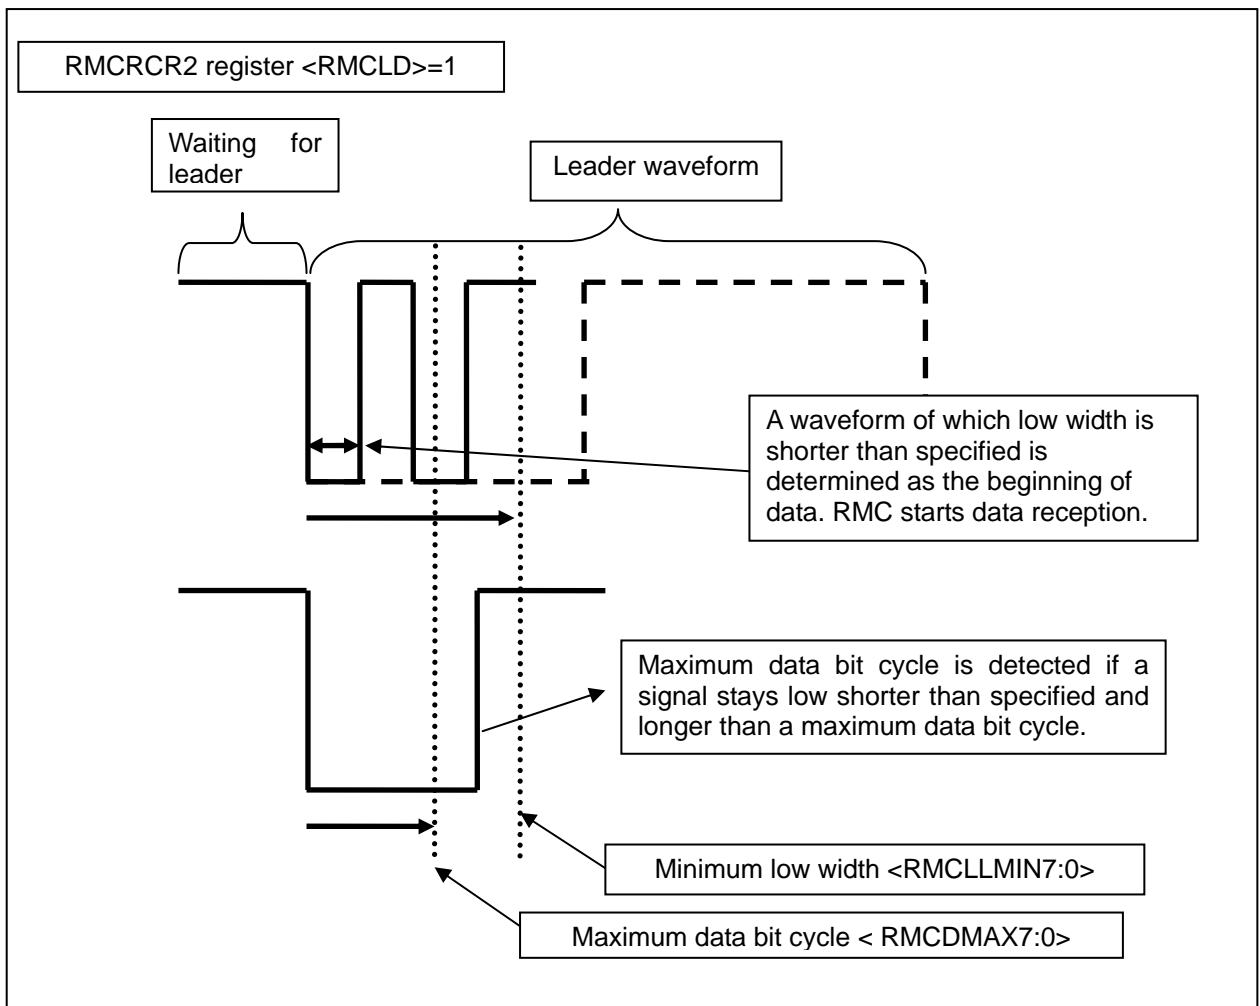 RMCRCR2 register <RMCLD>=1
Waiting for
leader
Leader waveform
A waveform of which low width is
shorter than specified is
determined as the beginning of
data. RMC starts data reception.
Maximum data bit cycle is detected if a
signal stays low shorter than specified and
longer than a maximum data bit cycle.
Minimum low width <RMCLLMIN7:0>
Maximum data bit cycle < RMCDMAX7:0>